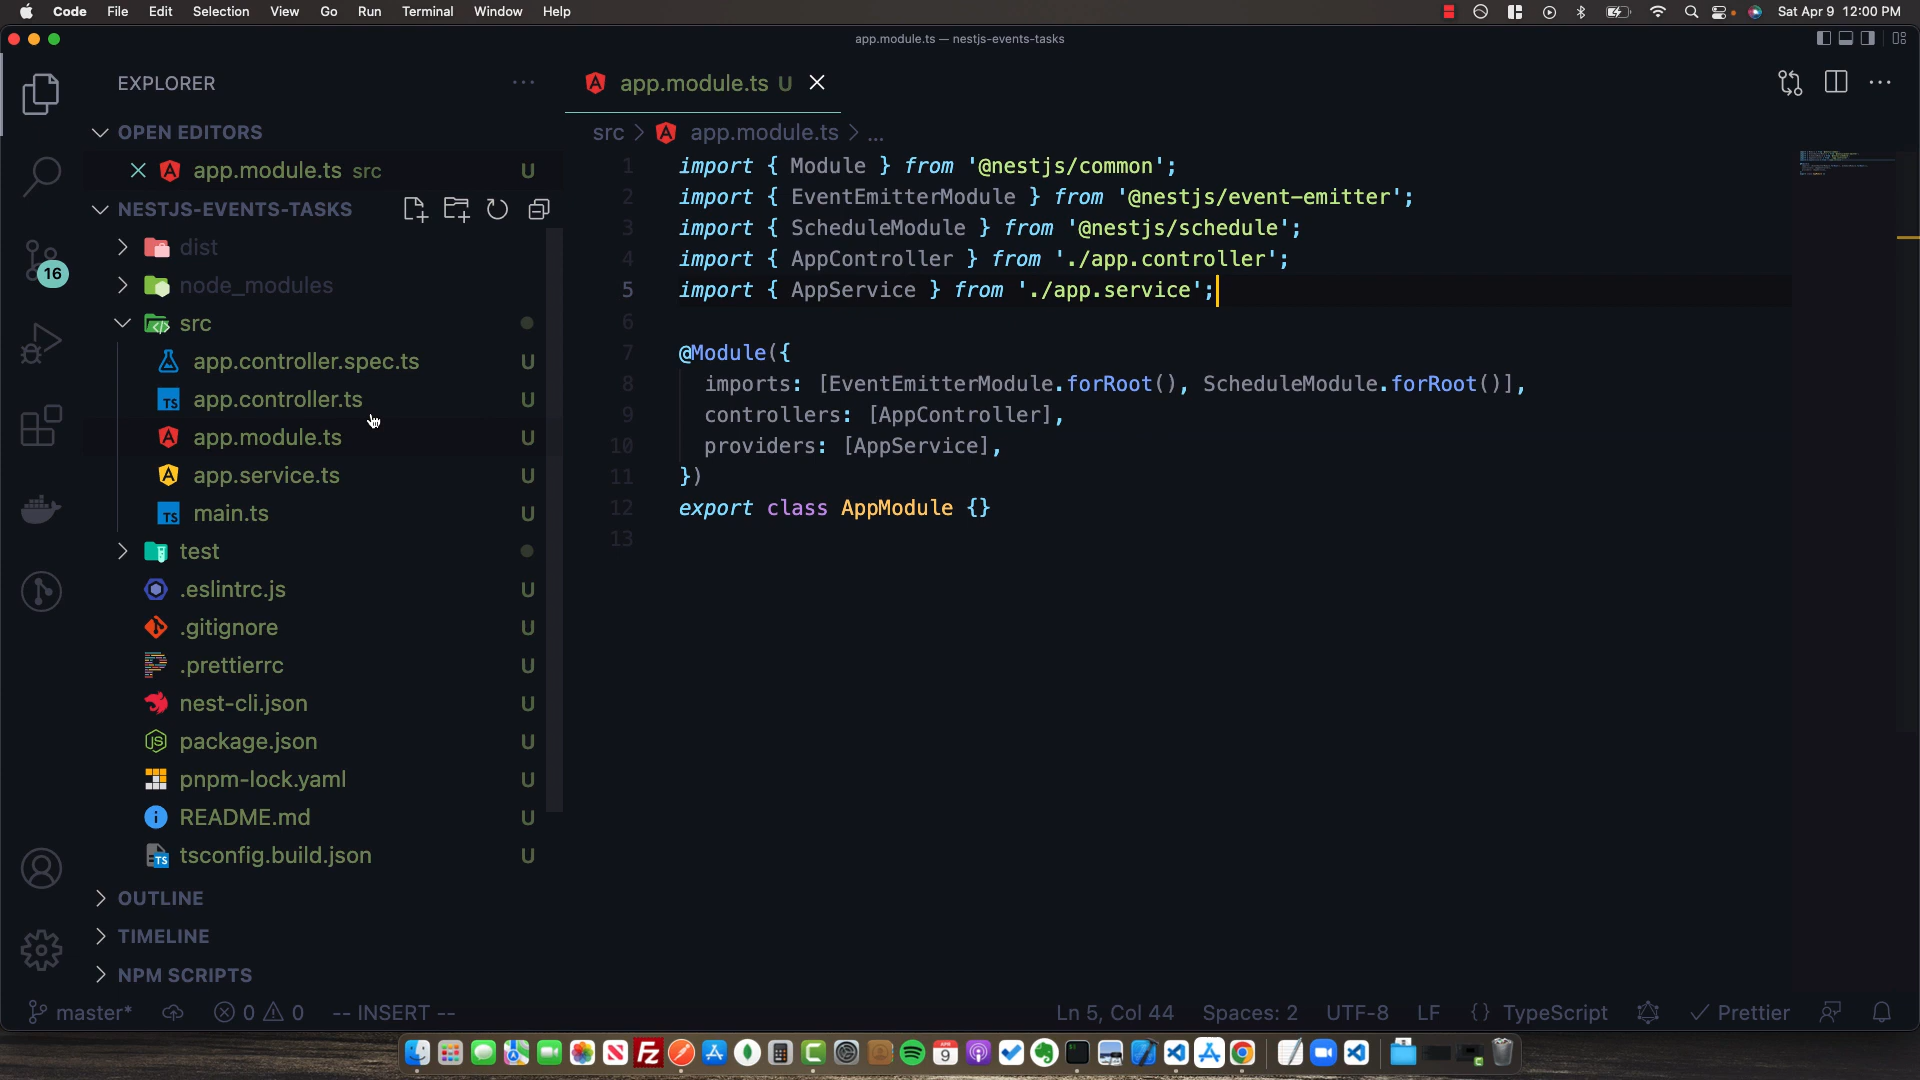 Code File Edit Selection View Go Run Terminal Window Help
Sat Apr 9 12:00 PM
app.module.ts — nestjs-events-tasks
EXPLORER
OPEN EDITORS
app.module.ts src U
NESTJS-EVENTS-TASKS
dist
node_modules
src
app.controller.spec.ts U
app.controller.ts U
app.module.ts U
app.service.ts U
main.ts U
test
.eslintrc.js U
.gitignore U
.prettierrc U
nest-cli.json U
package.json U
pnpm-lock.yaml U
README.md U
tsconfig.build.json U
OUTLINE
TIMELINE
NPM SCRIPTS
16
app.module.ts U
src > app.module.ts > ...
1 import { Module } from '@nestjs/common';
2 import { EventEmitterModule } from '@nestjs/event-emitter';
3 import { ScheduleModule } from '@nestjs/schedule';
4 import { AppController } from './app.controller';
5 import { AppService } from './app.service';
6
7 @Module({
8 imports: [EventEmitterModule.forRoot(), ScheduleModule.forRoot()],
9 controllers: [AppController],
10 providers: [AppService],
11 })
12 export class AppModule {}
13
master* 0 0 -- INSERT --
Ln 5, Col 44 Spaces: 2 UTF-8 LF {} TypeScript Prettier